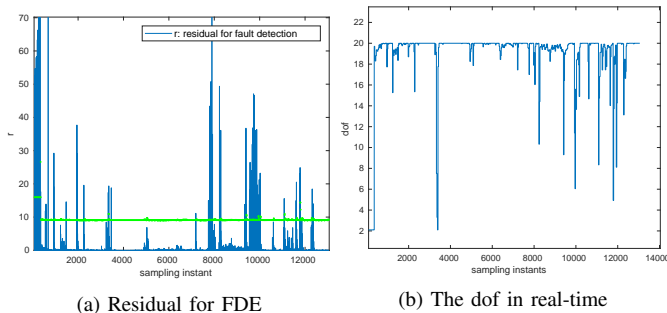 r: residual for fault detection
70
60
50
40
30
20
10
0
r
2000 4000 6000 8000 10000 12000
sampling instant
(a) Residual for FDE
22
20
18
16
14
12
10
8
6
4
2
dof
2000 4000 6000 8000 10000 12000 14000
sampling instants
(b) The dof in real-time